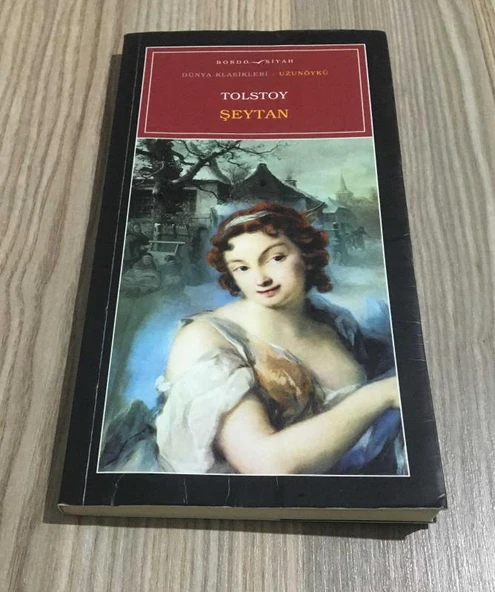 BORDO SİYAH
DÜNYA KLASİKLERİ - UZUNÖYKÜ
TOLSTOY
ŞEYTAN